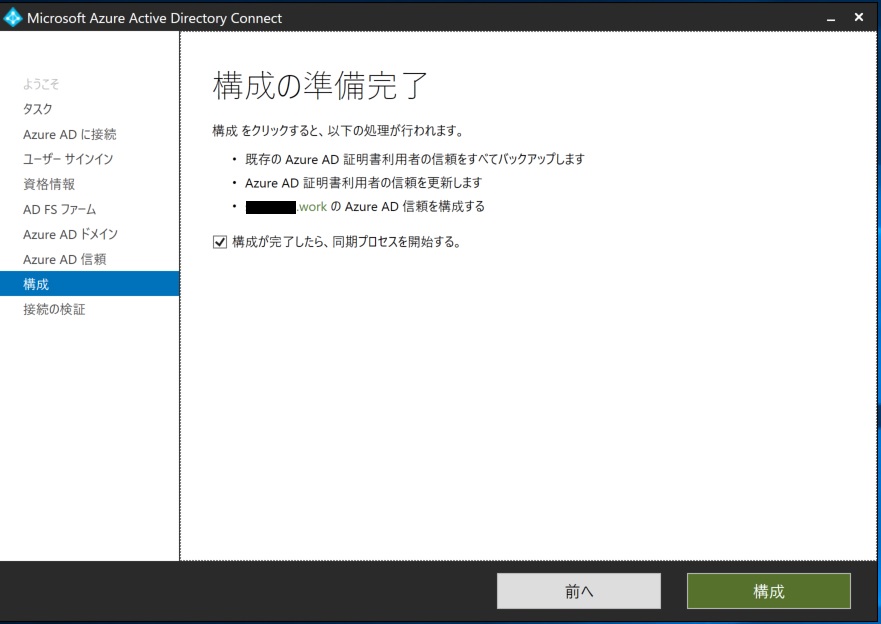 Microsoft Azure Active Directory Connect
ようこそ
タスク
Azure AD に接続
ユーザー サインイン
資格情報
AD FS ファーム
Azure AD ドメイン
Azure AD 信頼
構成
接続の検証
構成の準備完了
構成 をクリックすると、以下の処理が行われます。
• 既存の Azure AD 証明書利用者の信頼をすべてバックアップします
• Azure AD 証明書利用者の信頼を更新します
• .work の Azure AD 信頼を構成する
構成が完了したら、同期プロセスを開始する。
前へ
構成